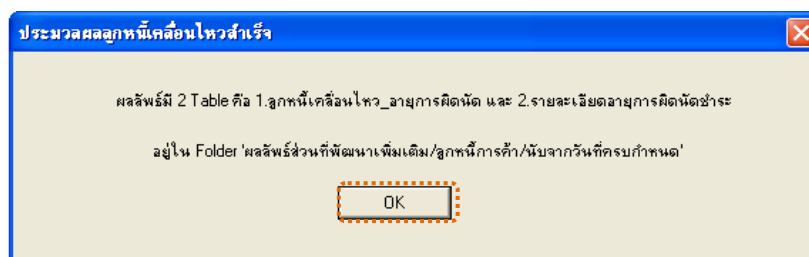 ประมวลผลลูกหนี้เคลื่อนไหวสำเร็จ
ผลลัพธ์มี 2 Table คือ 1.ลูกหนี้เคลื่อนไหว_อายุการผิดนัด และ 2.รายละเอียดอายุการผิดนัดชำระ
อยู่ใน Folder 'ผลลัพธ์ส่วนที่พัฒนาเพิ่มเติม/ลูกหนี้การค้า/นับจากวันที่ครบกำหนด'
OK